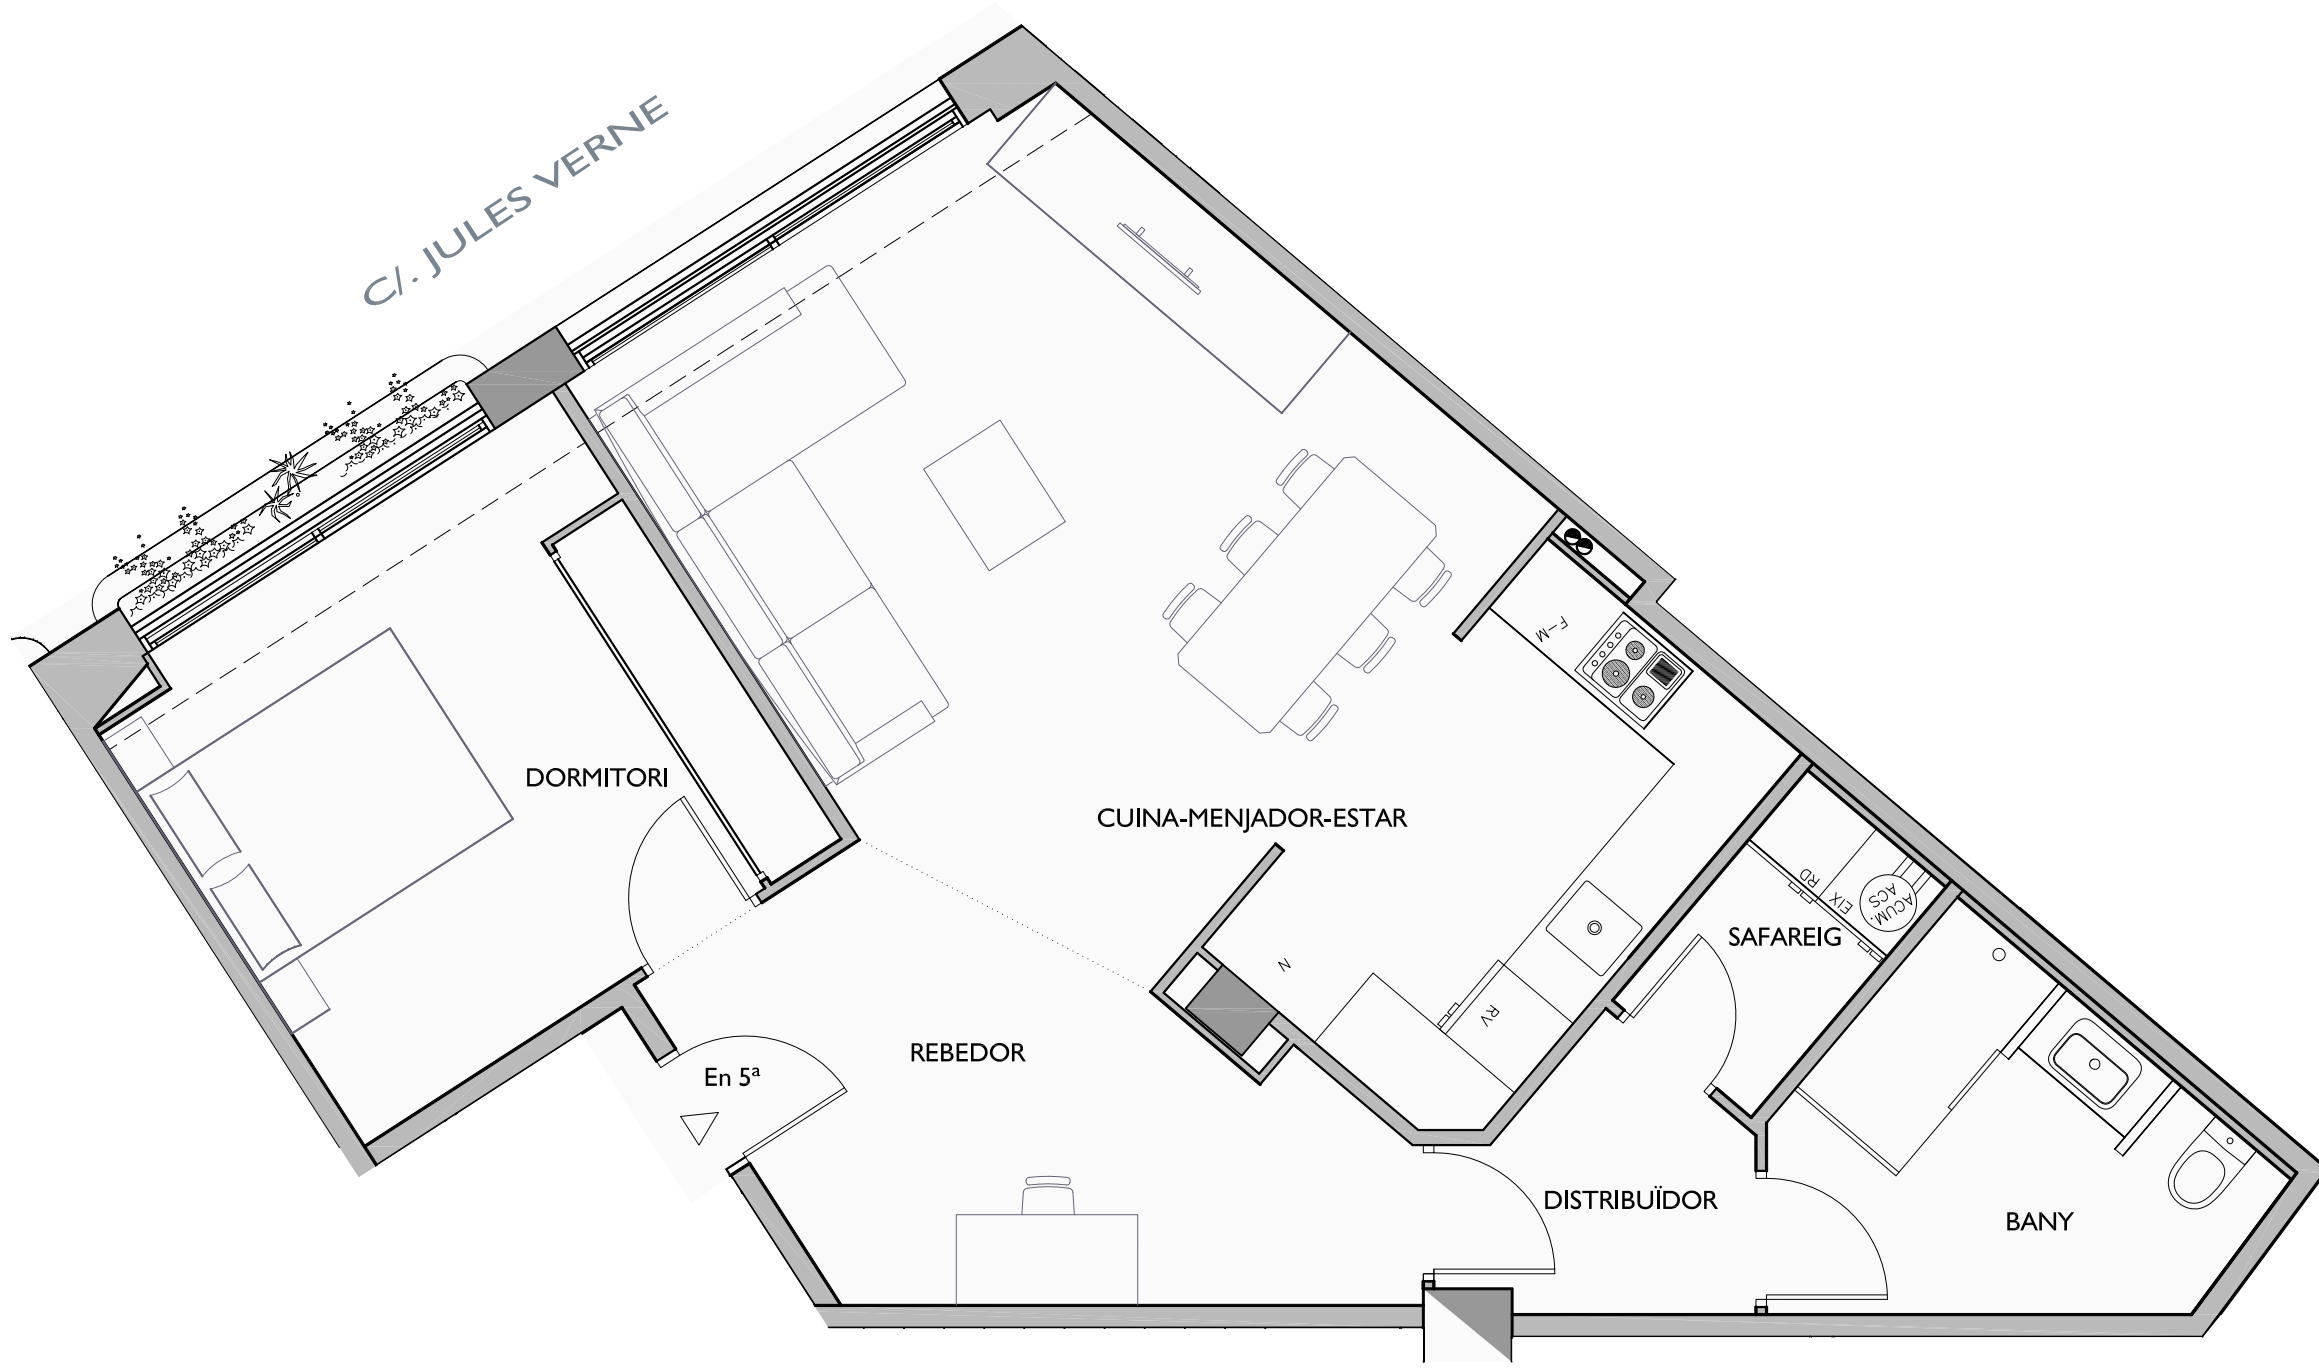 C/. JULES VERNE
DORMITORI
CUINA-MENJADOR-ESTAR
F-M
RD
EIX
ACUM.
ACS
SAFAREIG
N
RV
REBEDOR
En 5ª
DISTRIBUÏDOR
BANY